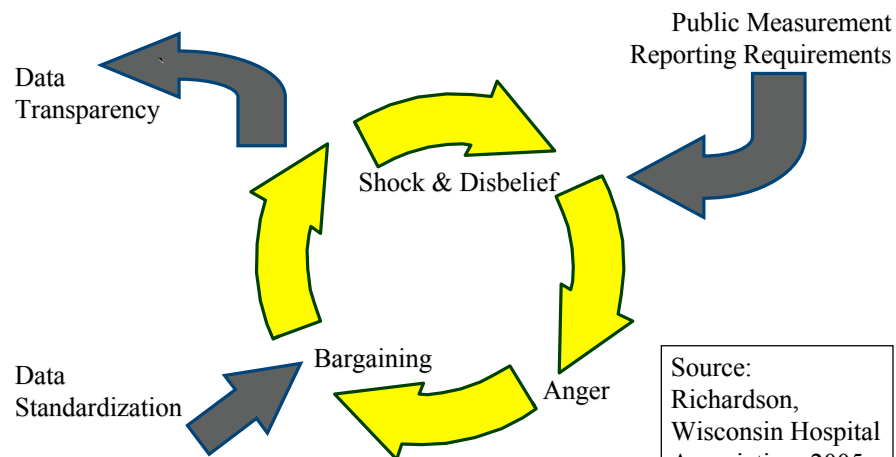 Public Measurement
Reporting Requirements
Data
Transparency
Shock & Disbelief
Bargaining
Anger
Data
Standardization
Source:
Richardson,
Wisconsin Hospital